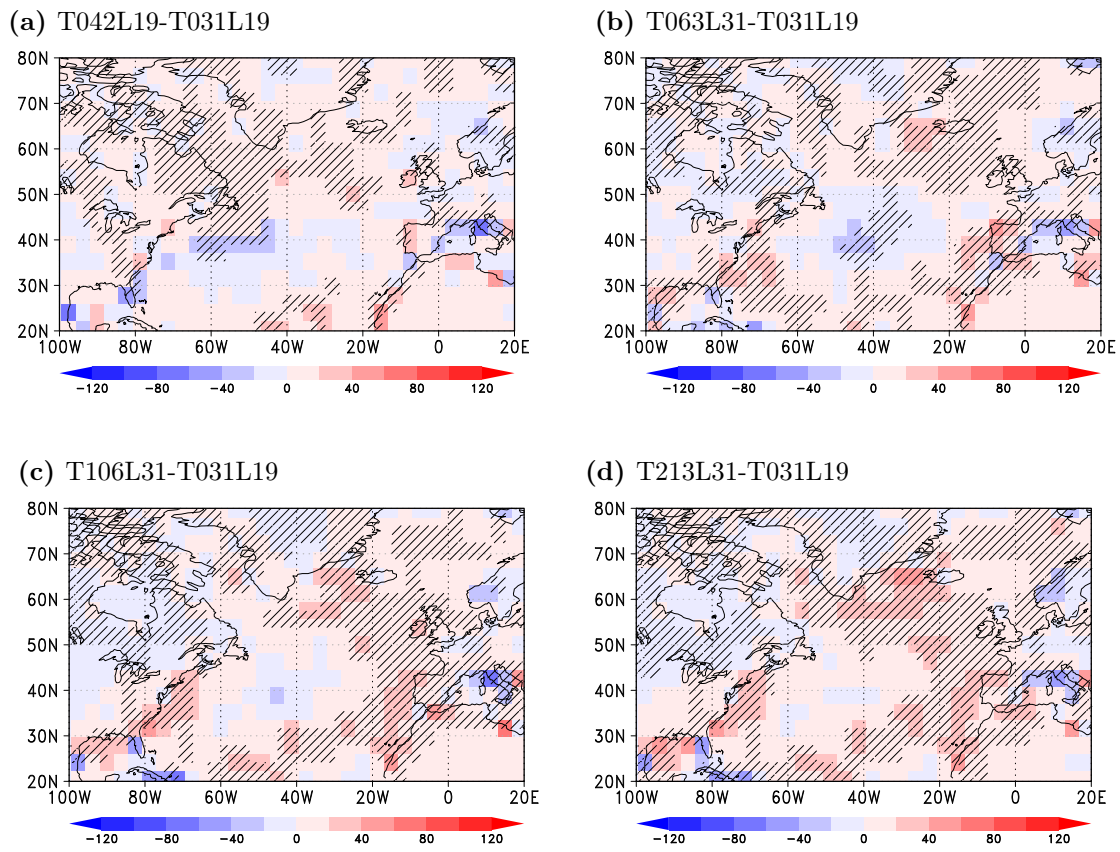 (a) T042L19-T031L19
80N
70N
60N
50N
40N
30N
20N
100W 80W 60W 40W 20W 0 20E
−120 −80 −40 0 40 80 120
(b) T063L31-T031L19
80N
70N
60N
50N
40N
30N
20N
100W 80W 60W 40W 20W 0 20E
−120 −80 −40 0 40 80 120
(c) T106L31-T031L19
80N
70N
60N
50N
40N
30N
20N
100W 80W 60W 40W 20W 0 20E
−120 −80 −40 0 40 80 120
(d) T213L31-T031L19
80N
70N
60N
50N
40N
30N
20N
100W 80W 60W 40W 20W 0 20E
−120 −80 −40 0 40 80 120